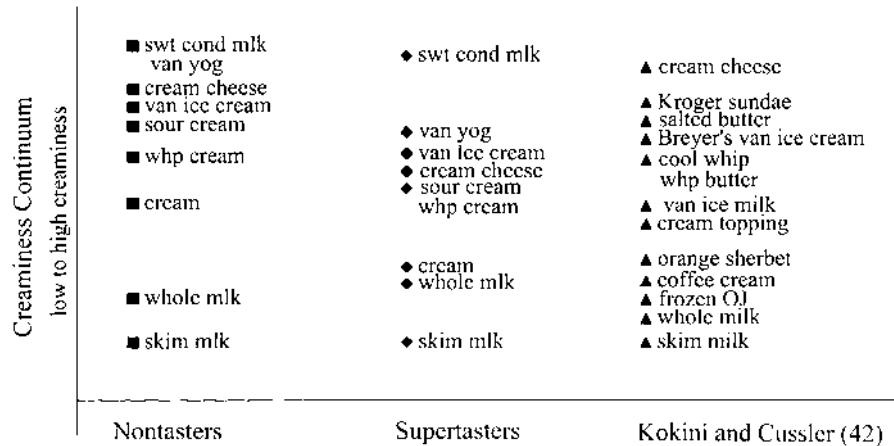 Creaminess Continuum
low to high creaminess
swt cond mlk
van yog
cream cheese
van ice cream
sour cream
whp cream
cream
whole mlk
skim mlk
Nontasters
swt cond mlk
van yog
van ice cream
cream cheese
sour cream
whp cream
cream
whole mlk
skim mlk
Supertasters
cream cheese
Kroger sundae
salted butter
Breyer's van ice cream
cool whip
whp butter
van ice milk
cream topping
orange sherbet
coffee cream
frozen OJ
whole milk
skim milk
Kokini and Cussler (42)